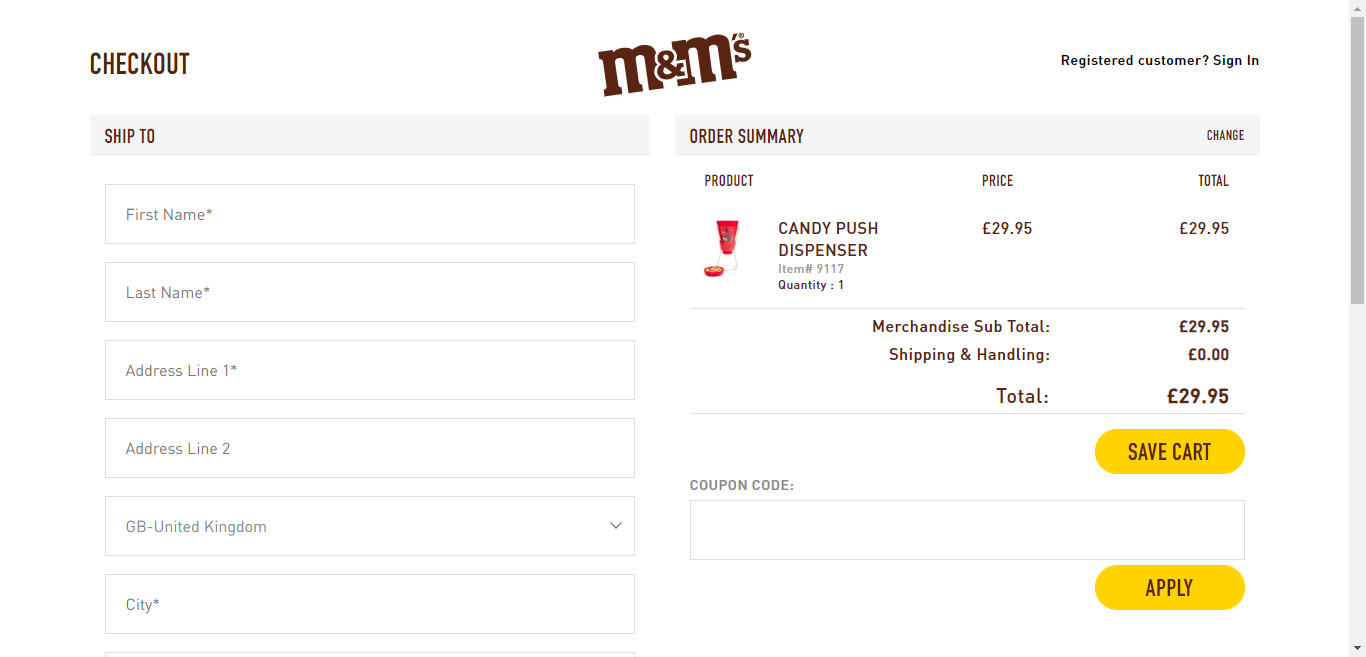 CHECKOUT
m&m's®
Registered customer? Sign In
SHIP TO
First Name*
Last Name*
Address Line 1*
Address Line 2
GB-United Kingdom
City*
ORDER SUMMARY
CHANGE
PRODUCT PRICE TOTAL
CANDY PUSH £29.95 £29.95
DISPENSER
Item# 9117
Quantity : 1
Merchandise Sub Total: £29.95
Shipping & Handling: £0.00
Total: £29.95
SAVE CART
COUPON CODE:
APPLY